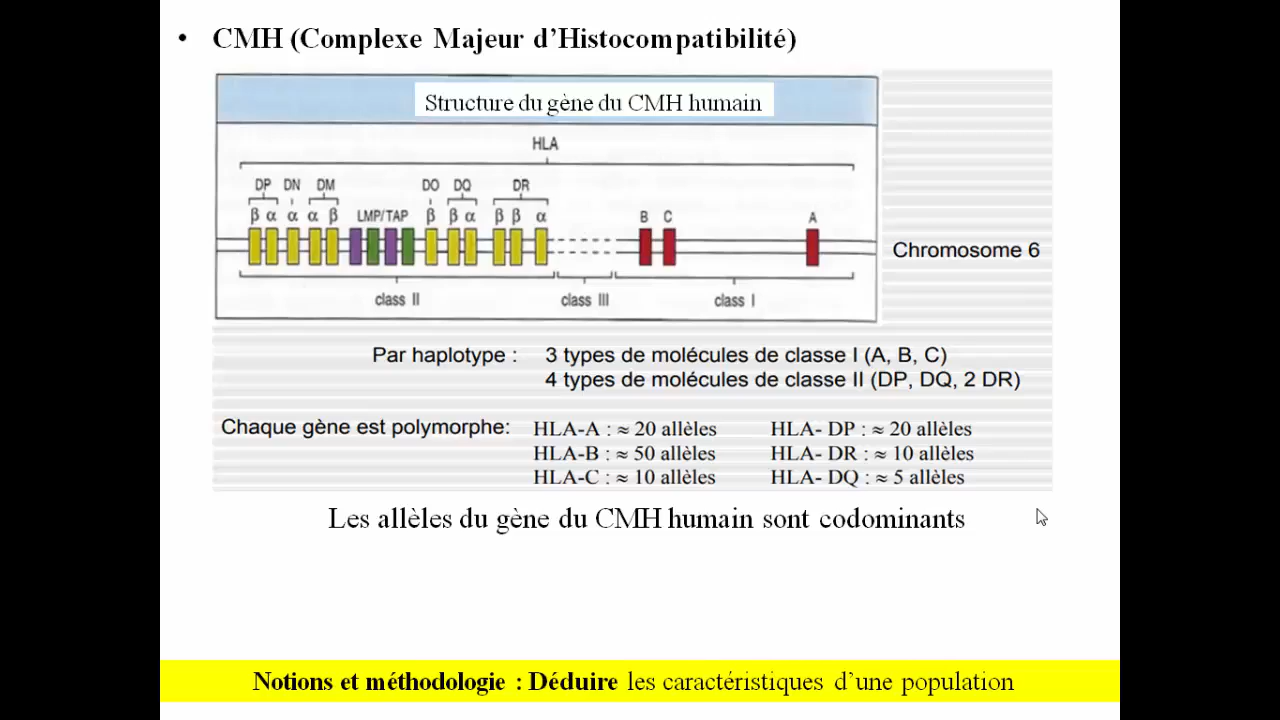 • CMH (Complexe Majeur d'Histocompatibilité)
Structure du gène du CMH humain
HLA
DP DN DM DO DQ DR
β α α α β LMP/TAP β β α β β α B C A
Chromosome 6
class II class III class I
Par haplotype : 3 types de molécules de classe I (A, B, C)
4 types de molécules de classe II (DP, DQ, 2 DR)
Chaque gène est polymorphe: HLA-A : ≈ 20 allèles HLA- DP : ≈ 20 allèles
HLA-B : ≈ 50 allèles HLA- DR : ≈ 10 allèles
HLA-C : ≈ 10 allèles HLA- DQ : ≈ 5 allèles
Les allèles du gène du CMH humain sont codominants
Notions et méthodologie : Déduire les caractéristiques d'une population